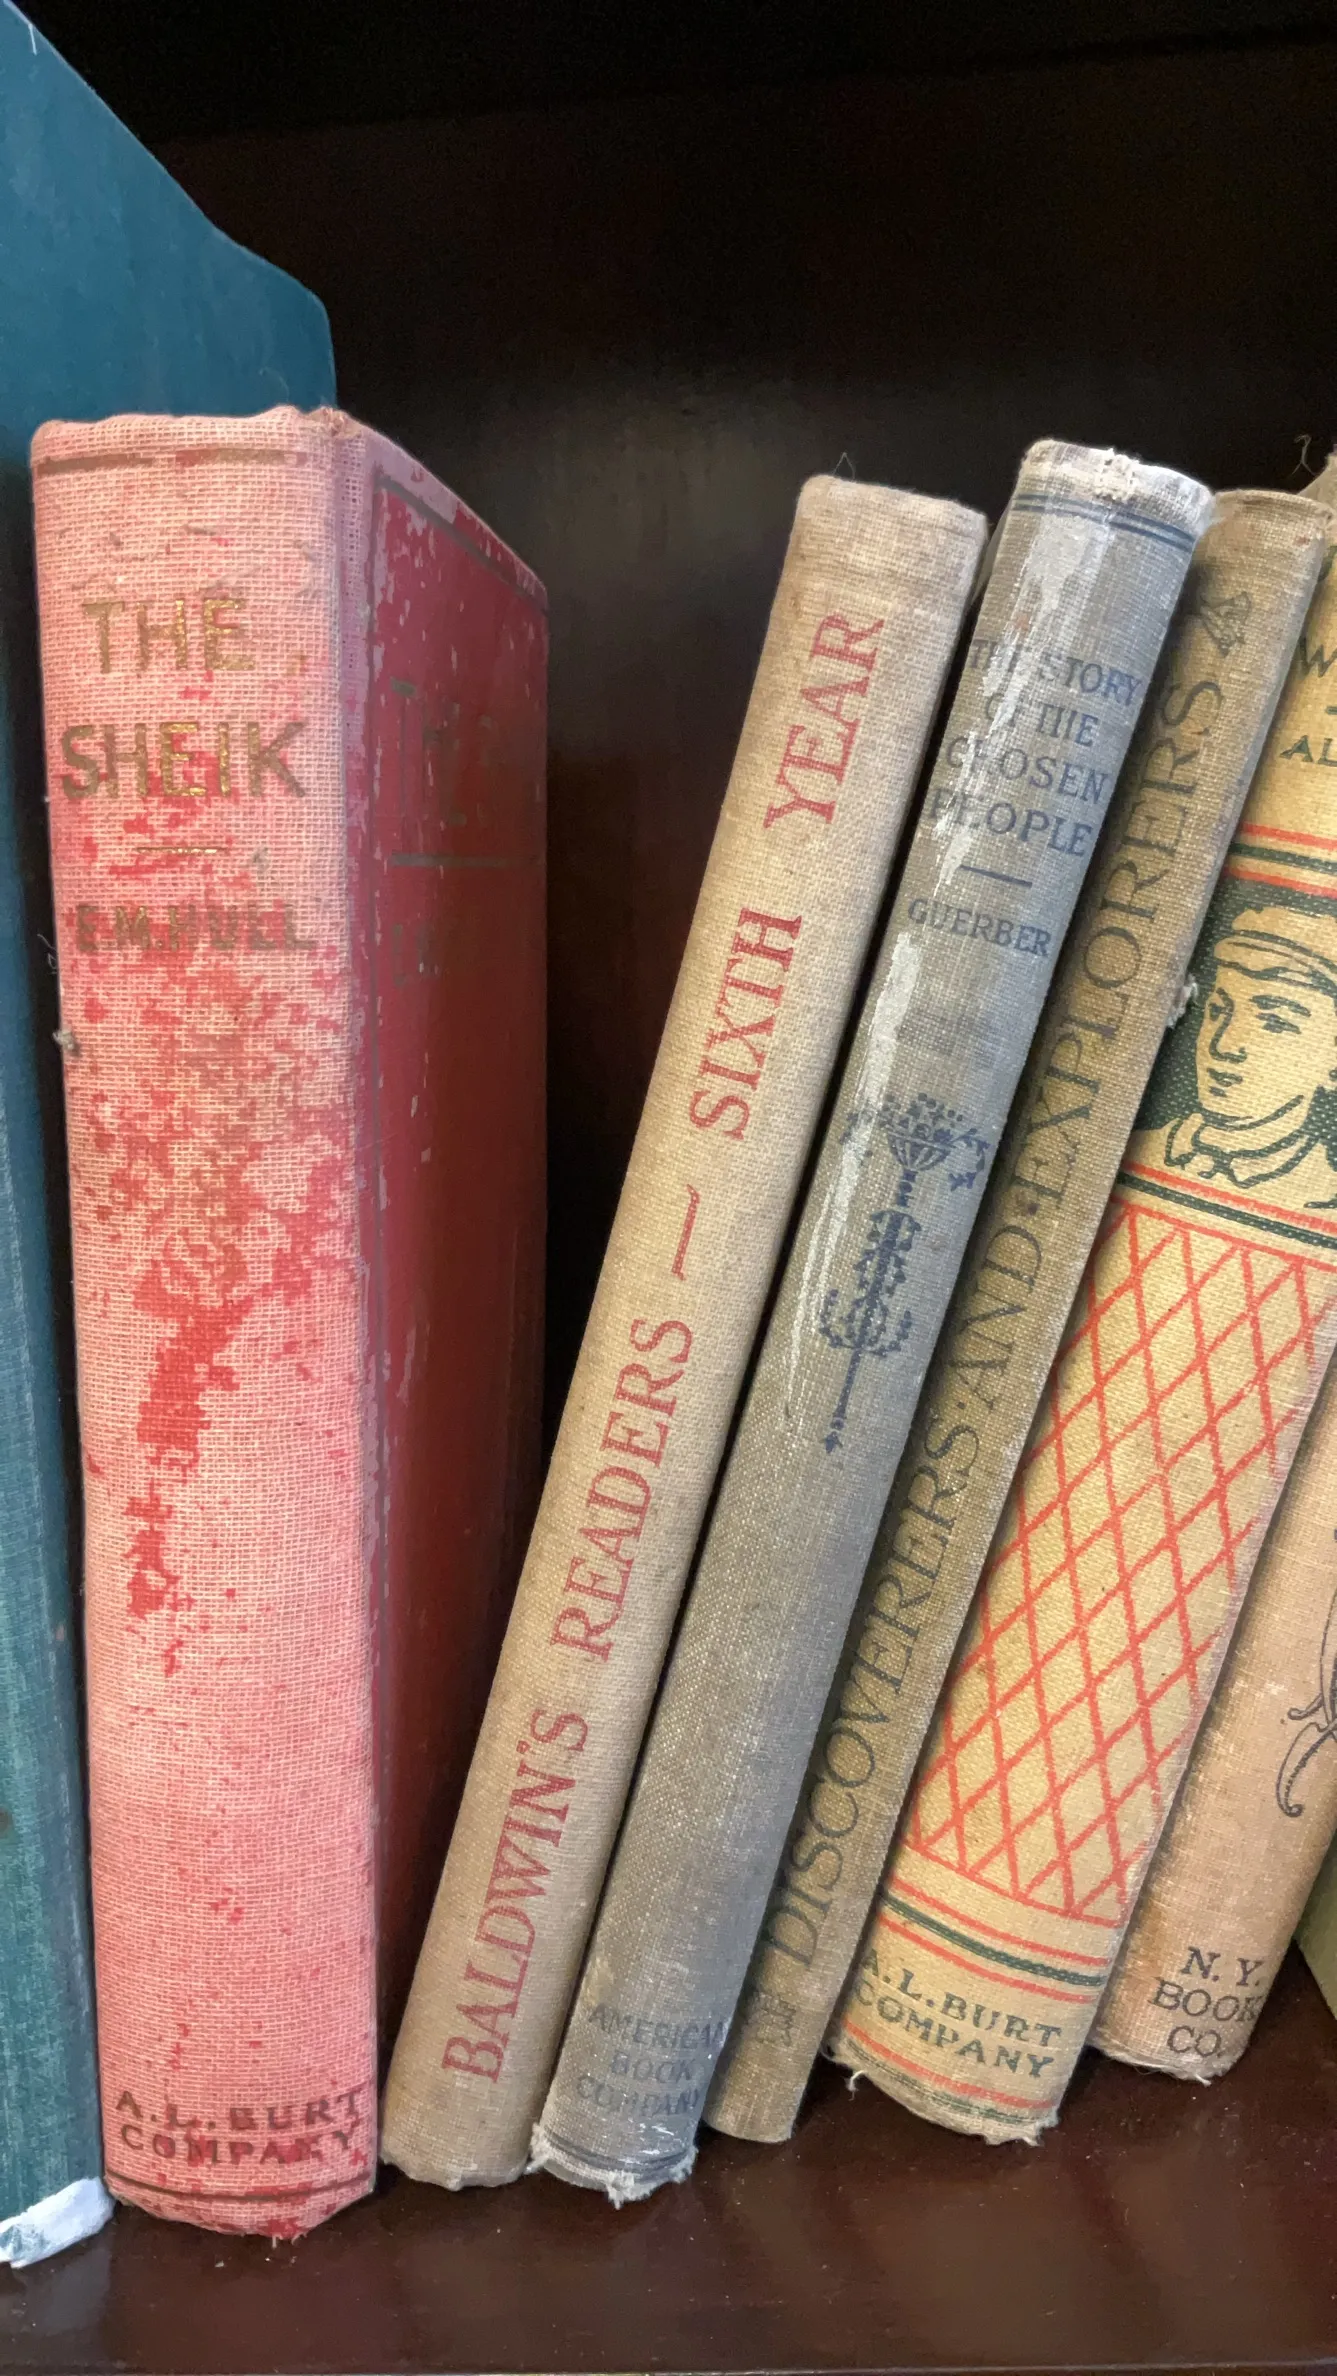 THE
SHEIK
E.M.HULL
A.L.BURT
COMPANY
BALDWIN'S READERS — SIXTH YEAR
THE STORY
OF THE
CHOSEN
PEOPLE
GUERBER
AMERICAN
BOOK
COMPANY
DISCOVERERS·AND·EXPLORERS
A.L.BURT
COMPANY
N.Y.
BOOK
CO.